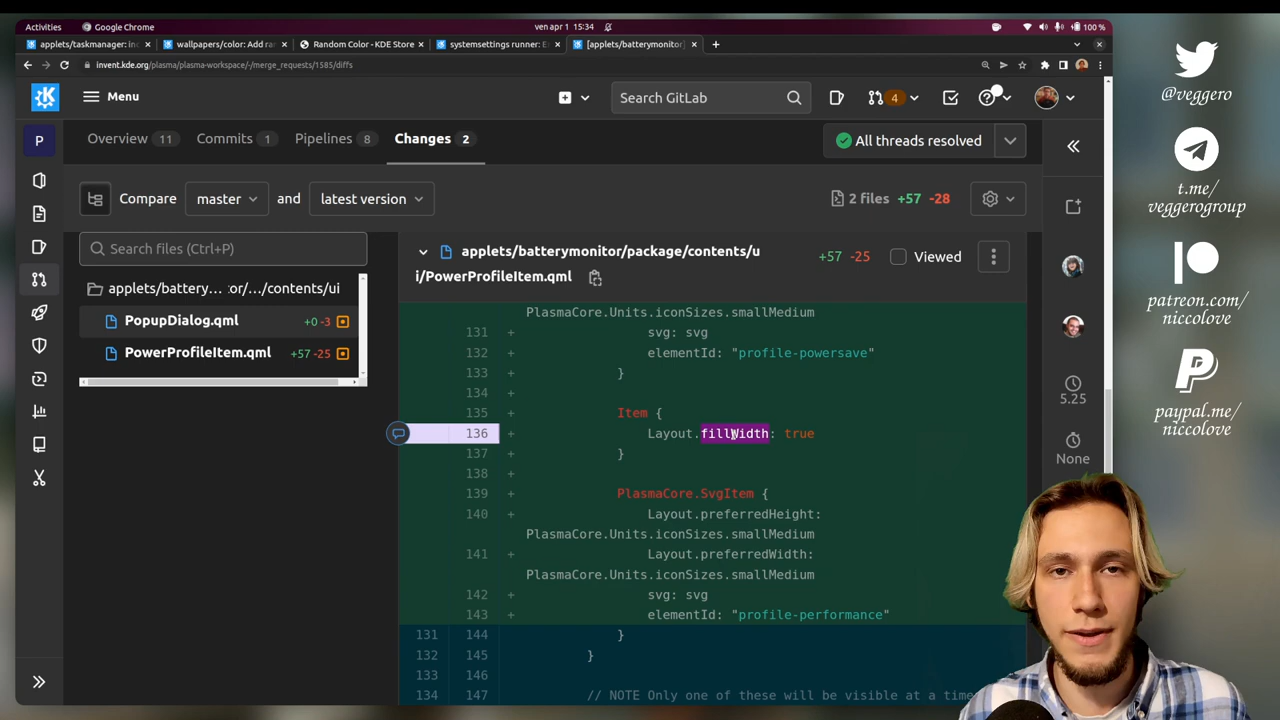 Activities
Google Chrome
ven apr 1 15:34
100 %
applets/taskmanager: in
wallpapers/color: Add ra
Random Color - KDE Store
systemsettings runner: E
[applets/batterymonitor]
invent.kde.org/plasma/plasma-workspace/-/merge_requests/1585/diffs
Menu
Search GitLab
4
P
Overview 11
Commits 1
Pipelines 8
Changes 2
All threads resolved
Compare master and latest version
2 files +57 -28
Search files (Ctrl+P)
applets/battery… or/…/contents/ui
PopupDialog.qml +0 -3
PowerProfileItem.qml +57 -25
applets/batterymonitor/package/contents/u
i/PowerProfileItem.qml
+57 -25
Viewed
PlasmaCore.Units.iconSizes.smallMedium
131 + svg: svg
132 + elementId: "profile-powersave"
133 + }
134 +
135 + Item {
136 + Layout.fillWidth: true
137 + }
138 +
139 + PlasmaCore.SvgItem {
140 + Layout.preferredHeight:
PlasmaCore.Units.iconSizes.smallMedium
141 + Layout.preferredWidth:
PlasmaCore.Units.iconSizes.smallMedium
142 + svg: svg
143 + elementId: "profile-performance"
131 144 + }
132 145 }
133 146
134 147 // NOTE Only one of these will be visible at a time
5.25
None
@veggero
t.me/
veggerogroup
patreon.com/
niccolove
paypal.me/
niccolove